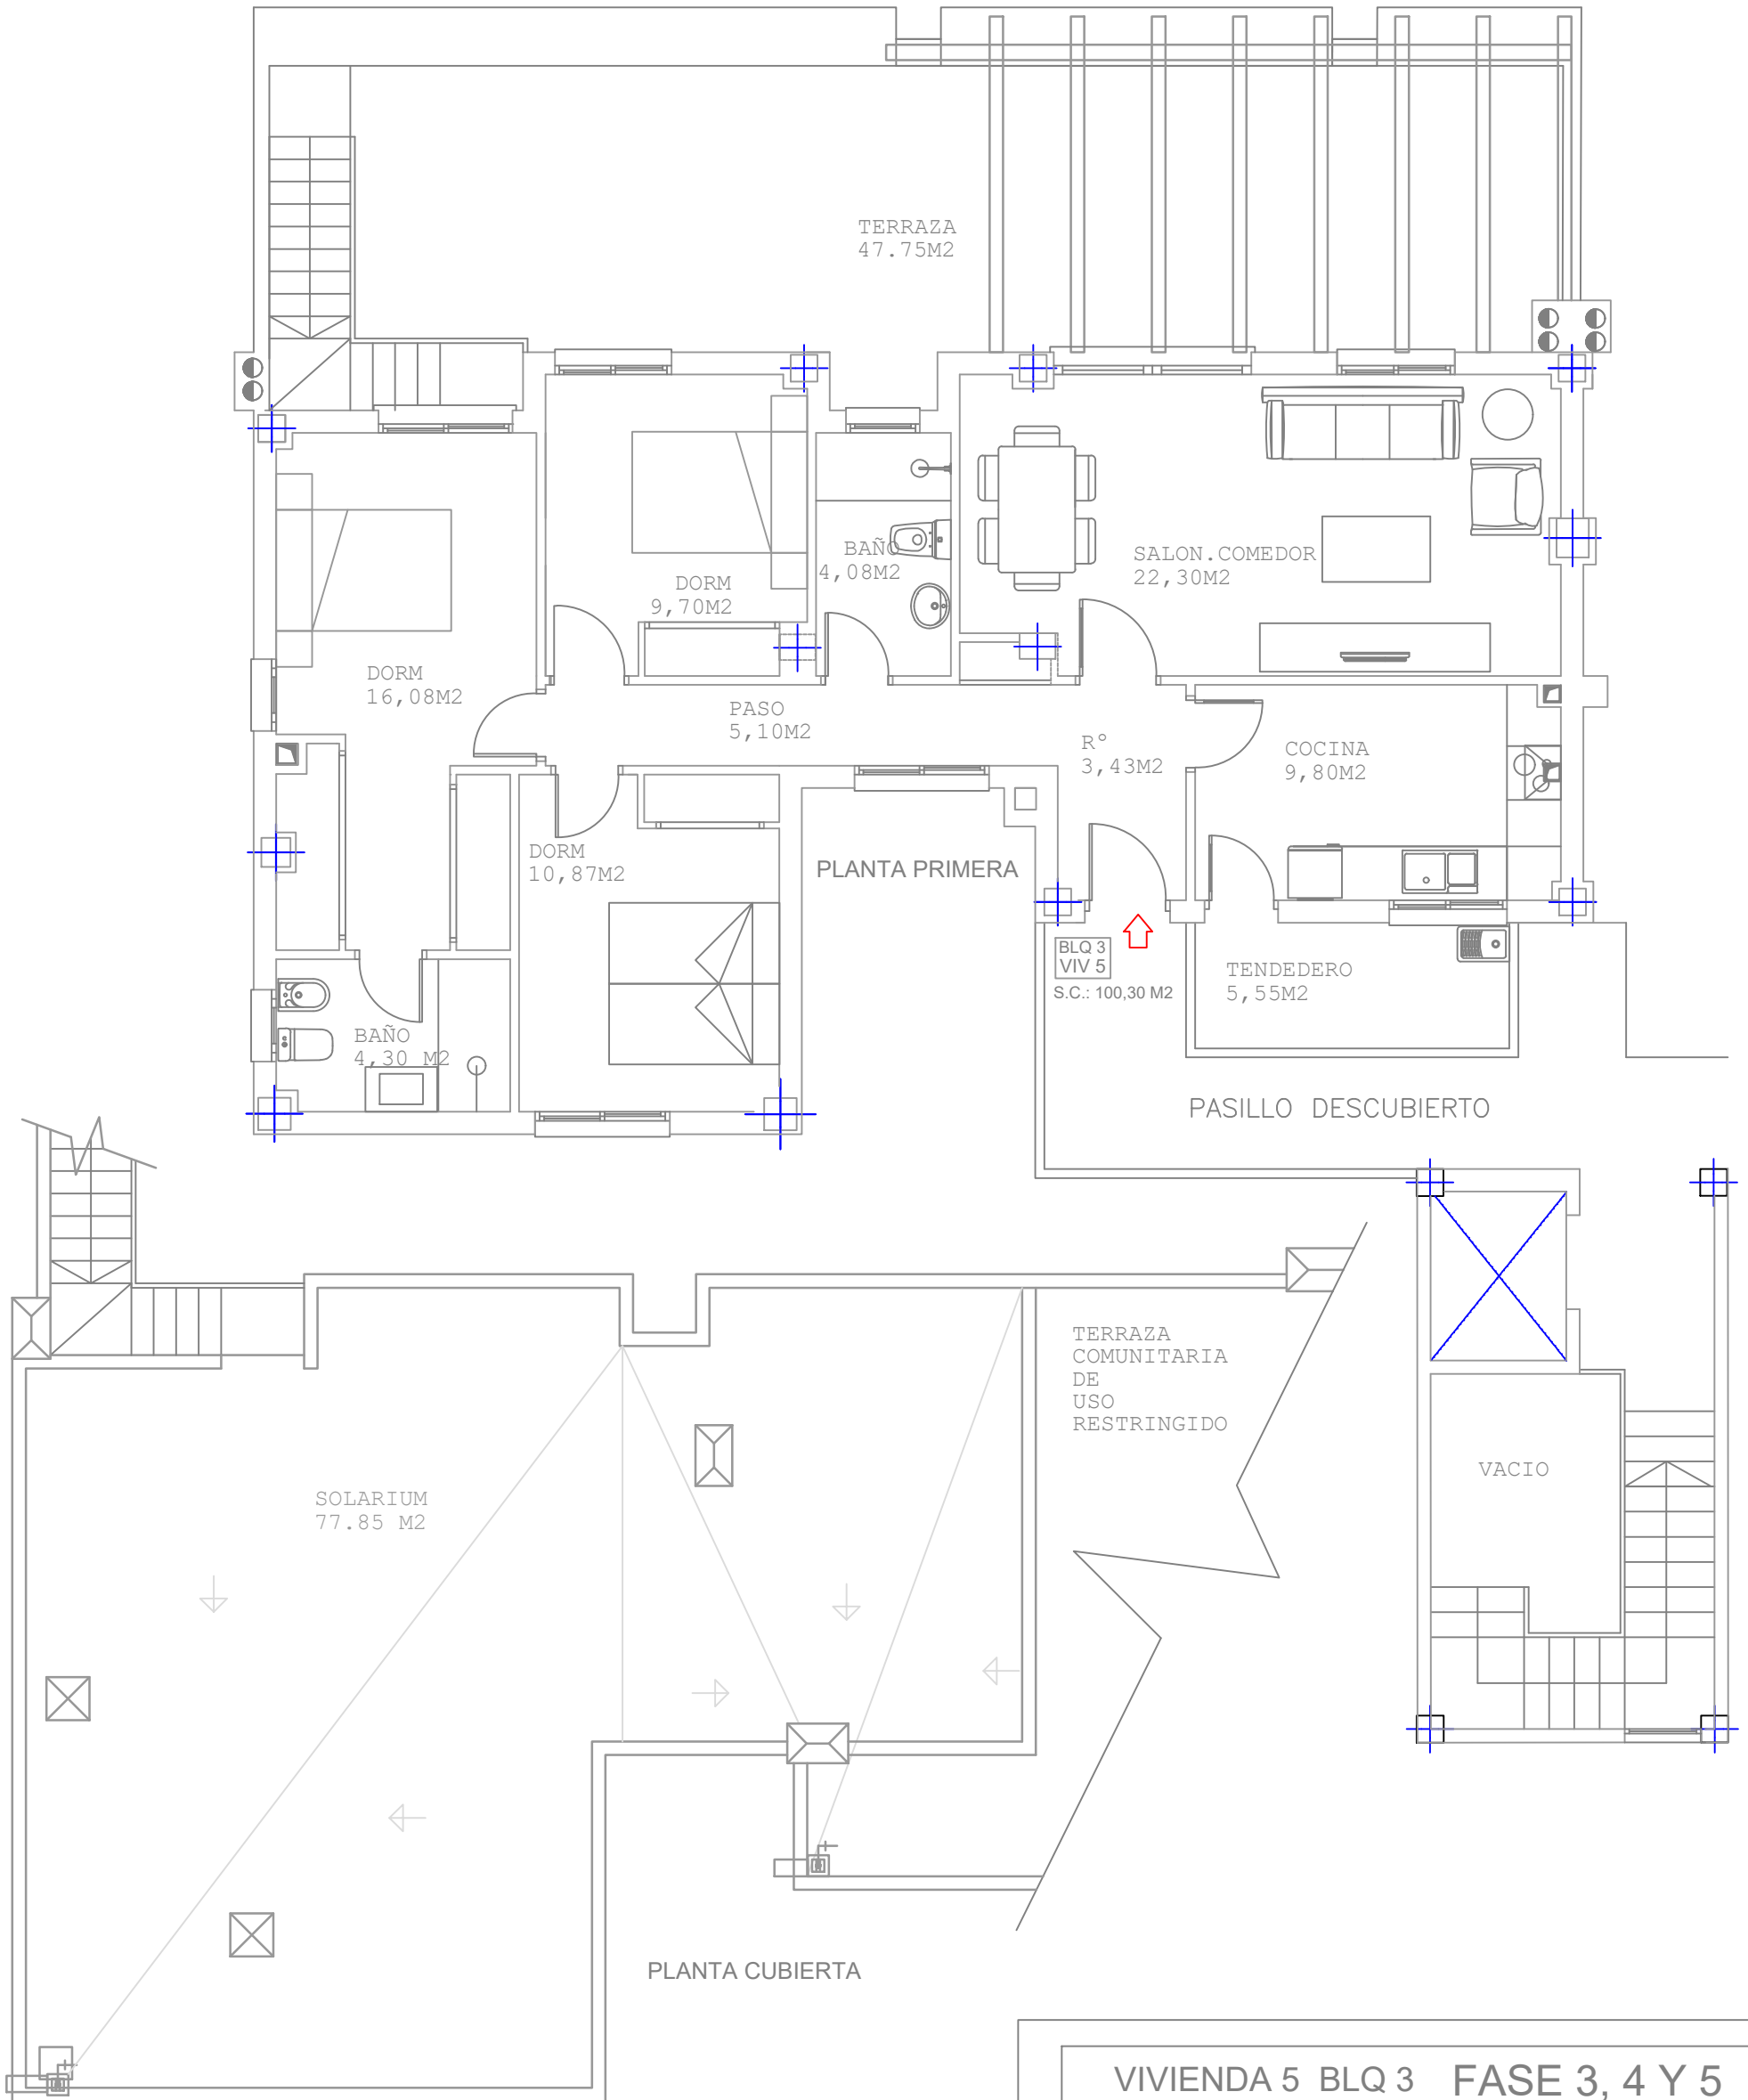 TERRAZA
47.75M2
BAÑO
4,08M2
SALON.COMEDOR
22,30M2
DORM
9,70M2
DORM
16,08M2
PASO
5,10M2
Rº
3,43M2
COCINA
9,80M2
DORM
10,87M2
PLANTA PRIMERA
BLQ 3
VIV 5
S.C.: 100,30 M2
TENDEDERO
5,55M2
BAÑO
4,30 M2
PASILLO DESCUBIERTO
TERRAZA
COMUNITARIA
DE
USO
RESTRINGIDO
VACIO
SOLARIUM
77.85 M2
PLANTA CUBIERTA
VIVIENDA 5 BLQ 3 FASE 3, 4 Y 5